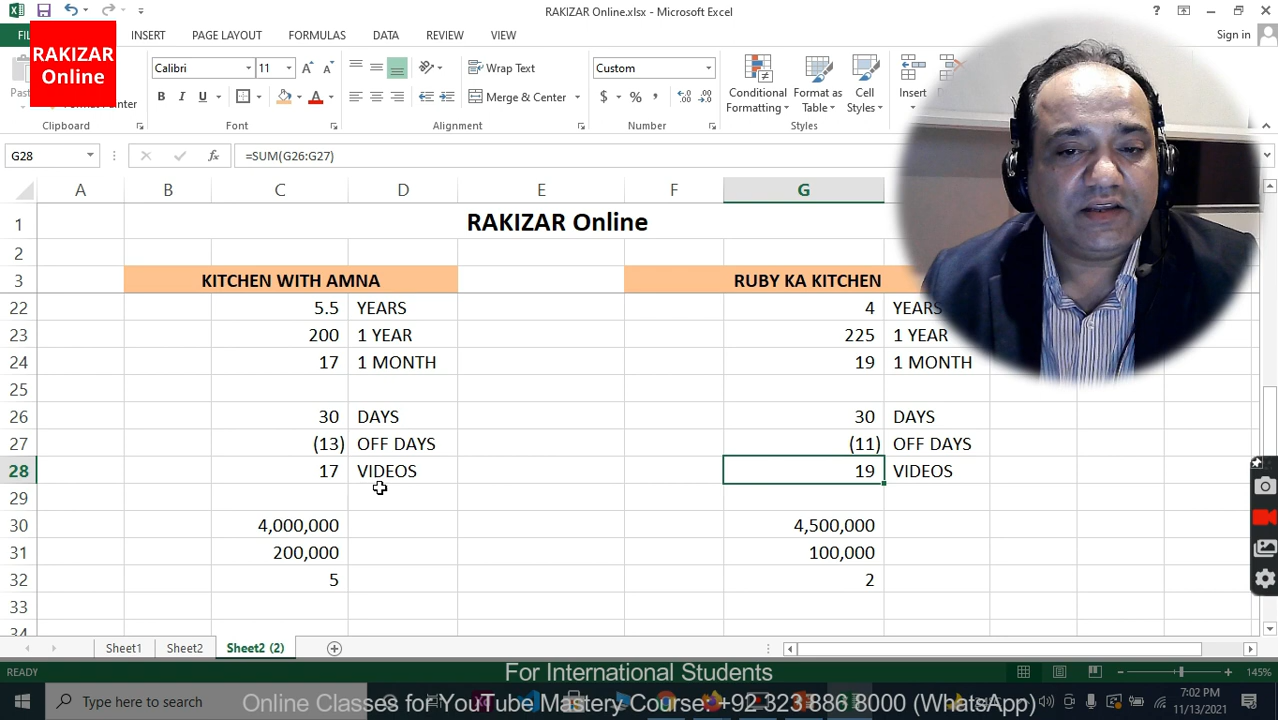 RAKIZAR Online.xlsx - Microsoft Excel
?
RAKIZAR
Online
INSERT
PAGE LAYOUT
FORMULAS
DATA
REVIEW
VIEW
Sign in
Calibri
11
Wrap Text
Custom
B I U
Merge & Center
$ % ,
Conditional Formatting
Format as Table
Cell Styles
Insert
Clipboard
Font
Alignment
Number
Styles
G28
=SUM(G26:G27)
A B C D E F G
1 RAKIZAR Online
2
3 KITCHEN WITH AMNA RUBY KA KITCHEN
22 5.5 YEARS 4 YEARS
23 200 1 YEAR 225 1 YEAR
24 17 1 MONTH 19 1 MONTH
25
26 30 DAYS 30 DAYS
27 (13) OFF DAYS (11) OFF DAYS
28 17 VIDEOS 19 VIDEOS
29
30 4,000,000 4,500,000
31 200,000 100,000
32 5 2
33
34
Sheet1 Sheet2 Sheet2 (2)
READY
For International Students
145%
Type here to search
Online Classes for YouTube Mastery Course: +92 323 886 8000 (WhatsApp)
7:02 PM
11/13/2021